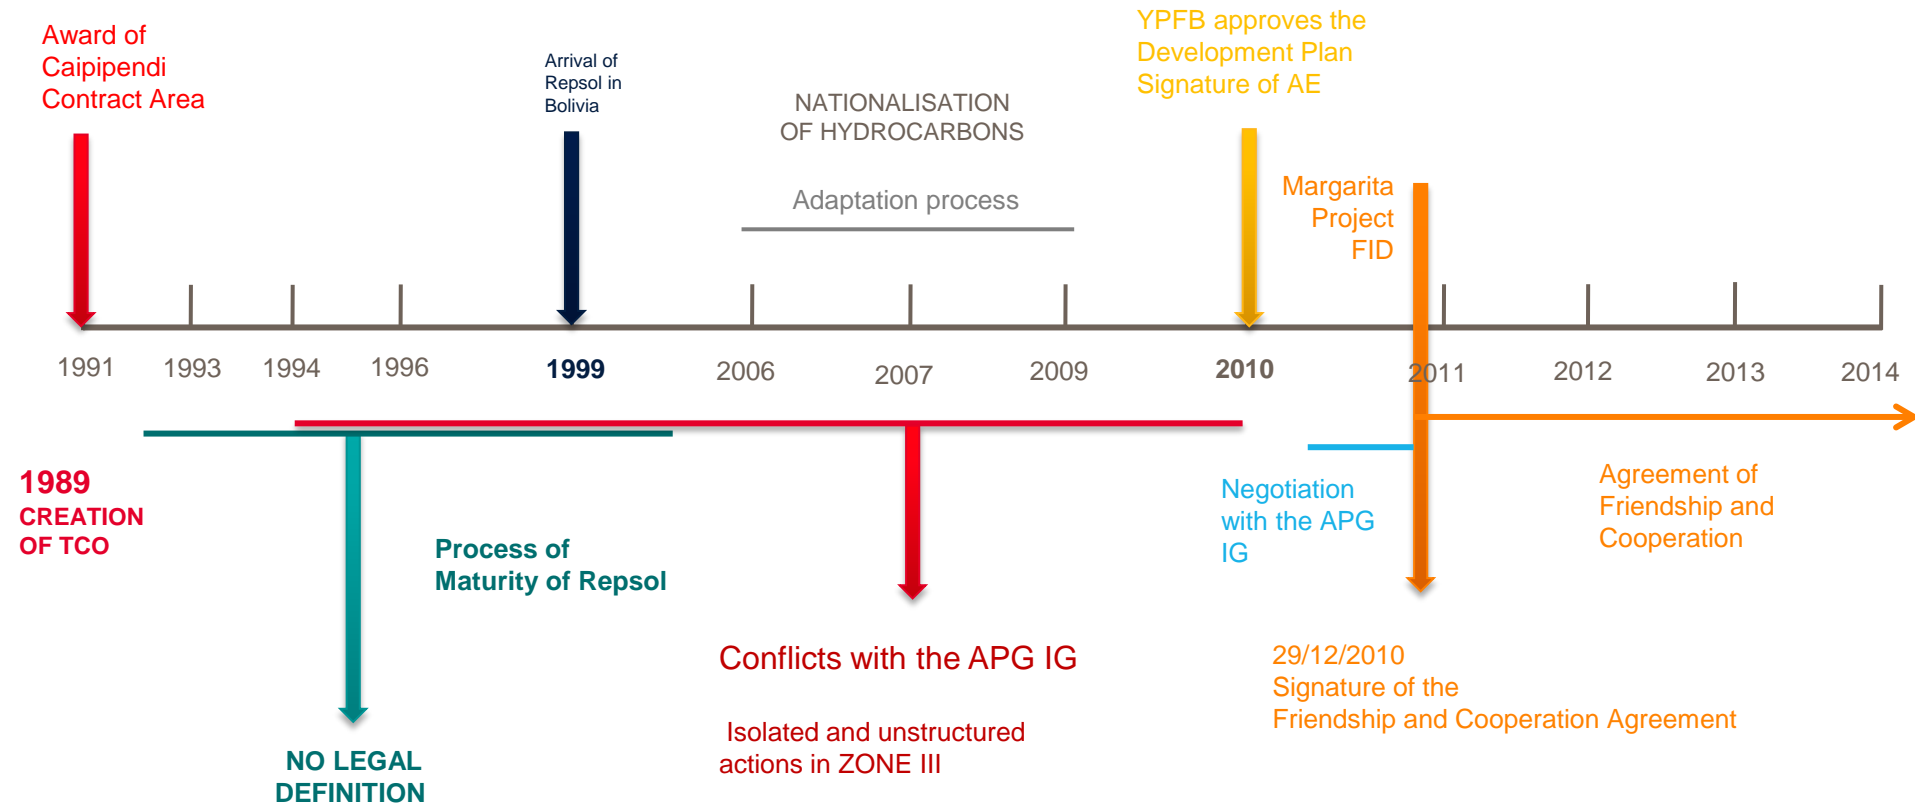 Award of
Caipipendi
Contract Area
Arrival of
Repsol in
Bolivia
NATIONALISATION
OF HYDROCARBONS
Adaptation process
YPFB approves the
Development Plan
Signature of AE
Margarita
Project
FID
1991
1993
1994
1996
1999
2006
2007
2009
2010
2011
2012
2013
2014
1989
CREATION
OF TCO
Process of
Maturity of Repsol
NO LEGAL
DEFINITION
Conflicts with the APG IG
Isolated and unstructured
actions in ZONE III
Negotiation
with the APG
IG
Agreement of
Friendship and
Cooperation
29/12/2010
Signature of the
Friendship and Cooperation Agreement